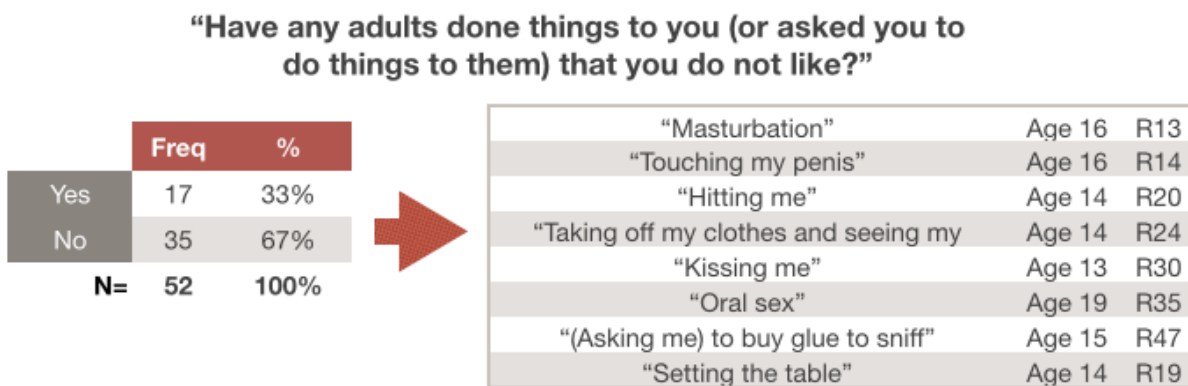 “Have any adults done things to you (or asked you to
do things to them) that you do not like?”
Freq %
Yes 17 33%
No 35 67%
N= 52 100%
“Masturbation” Age 16 R13
“Touching my penis” Age 16 R14
“Hitting me” Age 14 R20
“Taking off my clothes and seeing my Age 14 R24
“Kissing me” Age 13 R30
“Oral sex” Age 19 R35
“(Asking me) to buy glue to sniff” Age 15 R47
“Setting the table” Age 14 R19